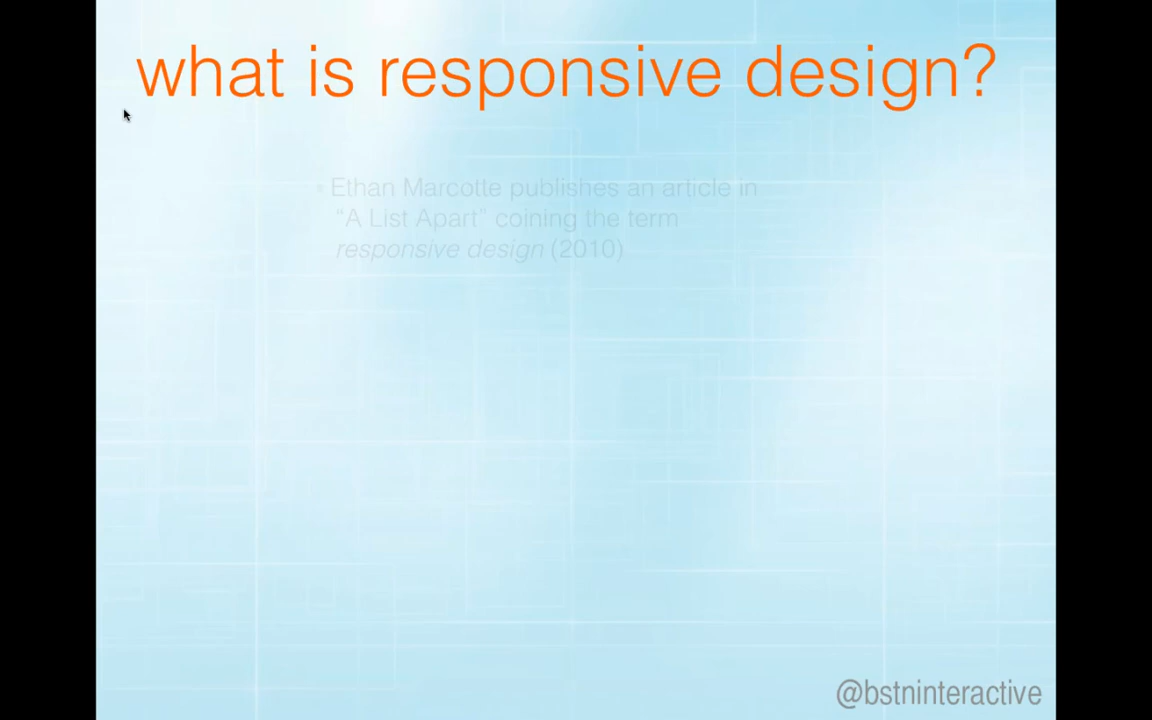 what is responsive design?
• Ethan Marcotte publishes an article in
“A List Apart” coining the term
responsive design (2010)
@bstninteractive